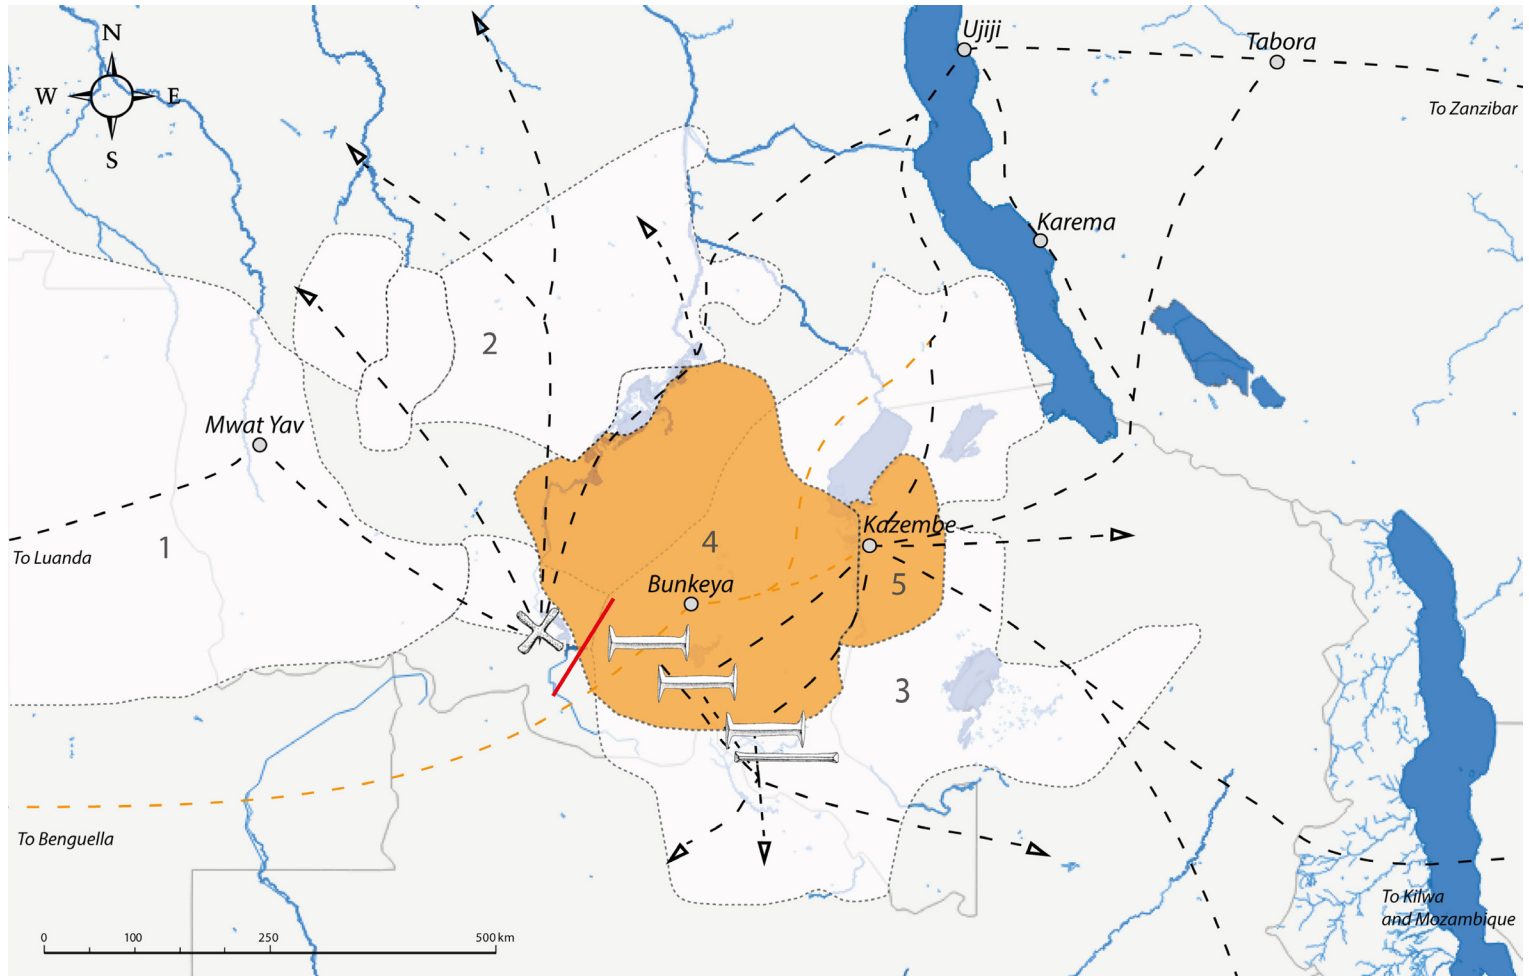 Ujiji
Tabora
N
W
E
S
To Zanzibar
Karema
2
Mwat Yav
Kazembe
To Luanda
1
4
Bunkeya
5
3
To Benguella
To Kilwa
and Mozambique
0
100
250
500 km